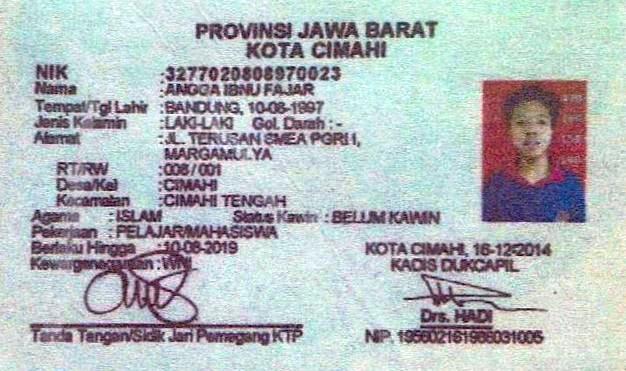 PROVINSI JAWA BARAT
KOTA CIMAHI
NIK : 3277020808970023
Nama : ANGGA IBNU FAJAR
Tempat/Tgl Lahir : BANDUNG, 10-08-1997
Jenis Kelamin : LAKI-LAKI Gol. Darah : -
Alamat : JL. TERUSAN SMEA PGRI I,
MARGAMULYA
RT/RW : 008 / 001
Desa/Kel : CIMAHI
Kecamatan : CIMAHI TENGAH
Agama : ISLAM Status Kawin : BELUM KAWIN
Pekerjaan : PELAJAR/MAHASISWA
Berlaku Hingga : 10-08-2019 KOTA CIMAHI, 16-12-2014
Kewarganegaraan : WNI KADIS DUKCAPIL
Drs. HADI
Tanda Tangan/Sidik Jari Pemegang KTP NIP. 195602161986031005